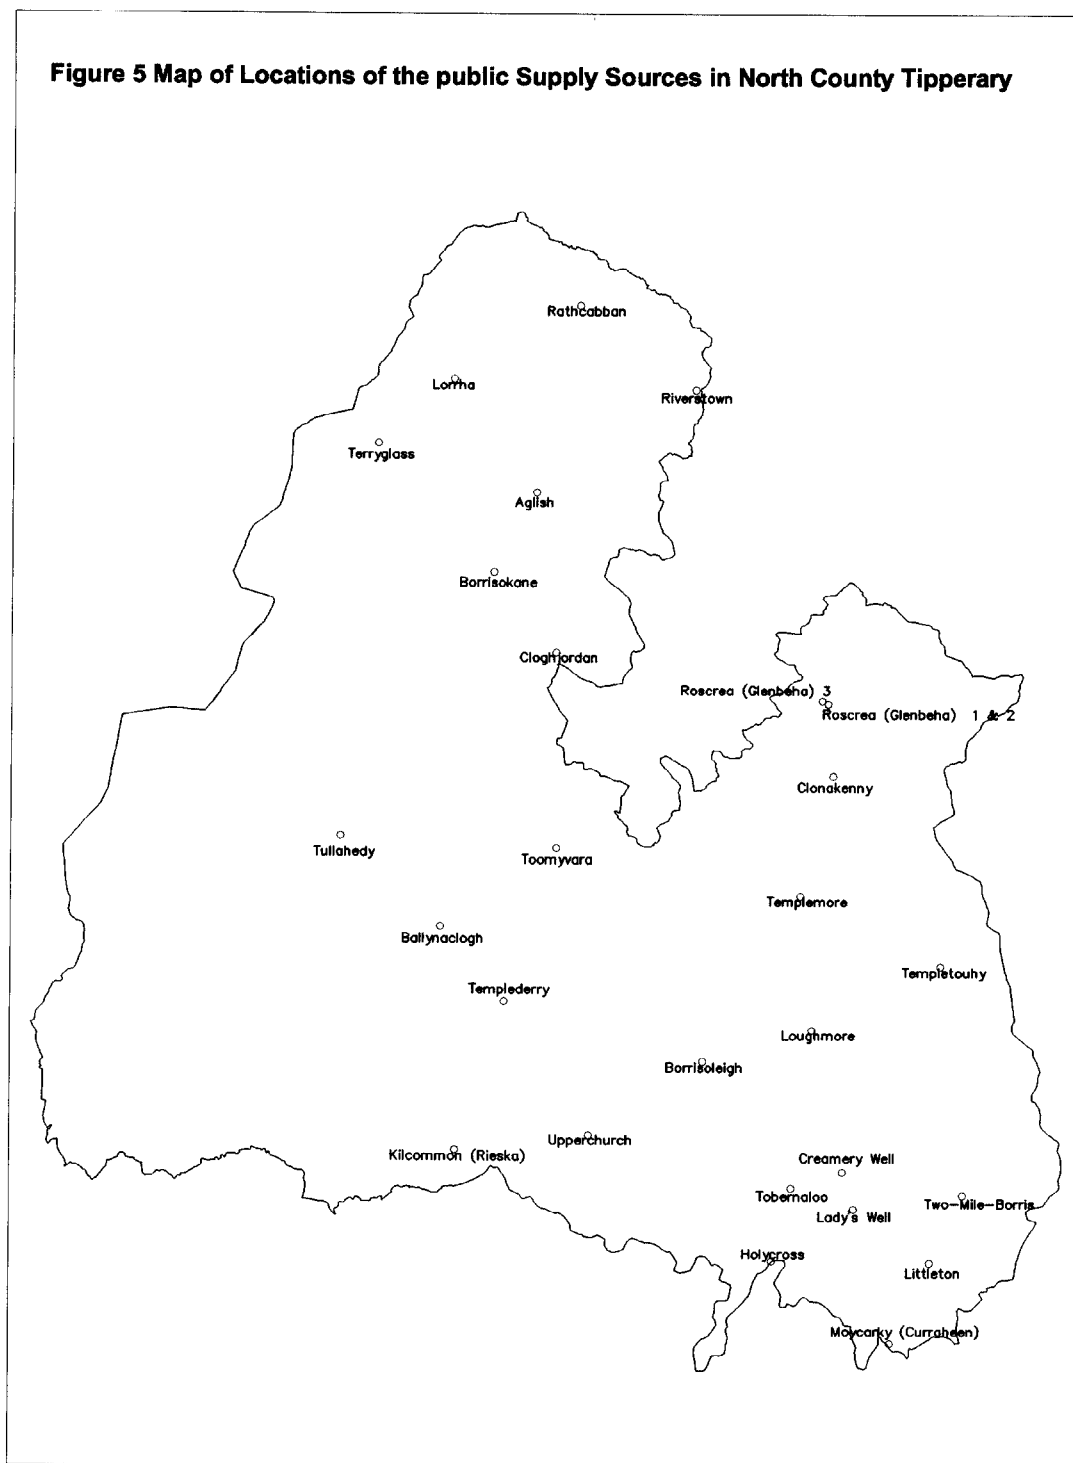 Figure 5 Map of Locations of the public Supply Sources in North County Tipperary
Rathcabban
Lorrha
Riverstown
Terryglass
Aglish
Borrisokane
Cloghjordan
Roscrea (Glenbeha) 3
Roscrea (Glenbeha) 1 & 2
Clonakenny
Tullahedy
Toomyvara
Templemore
Ballynaclogh
Templetouhy
Templederry
Loughmore
Borrisoleigh
Upperchurch
Kilcommon (Rieska)
Creamery Well
Tobernaloo
Two-Mile-Borris
Lady's Well
Holycross
Littleton
Moycarky (Curraheen)